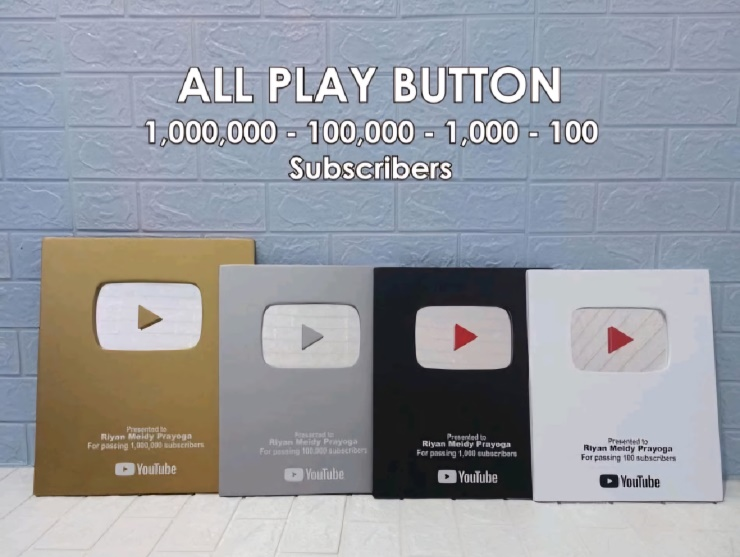 ALL PLAY BUTTON
1,000,000 - 100,000 - 1,000 - 100
Subscribers
Presented to
Riyan Meidy Prayoga
For passing 1,000,000 subscribers
YouTube
Presented to
Riyan Meidy Prayoga
For passing 100,000 subscribers
YouTube
Presented to
Riyan Meidy Prayoga
For passing 1,000 subscribers
YouTube
Presented to
Riyan Meidy Prayoga
For passing 100 subscribers
YouTube